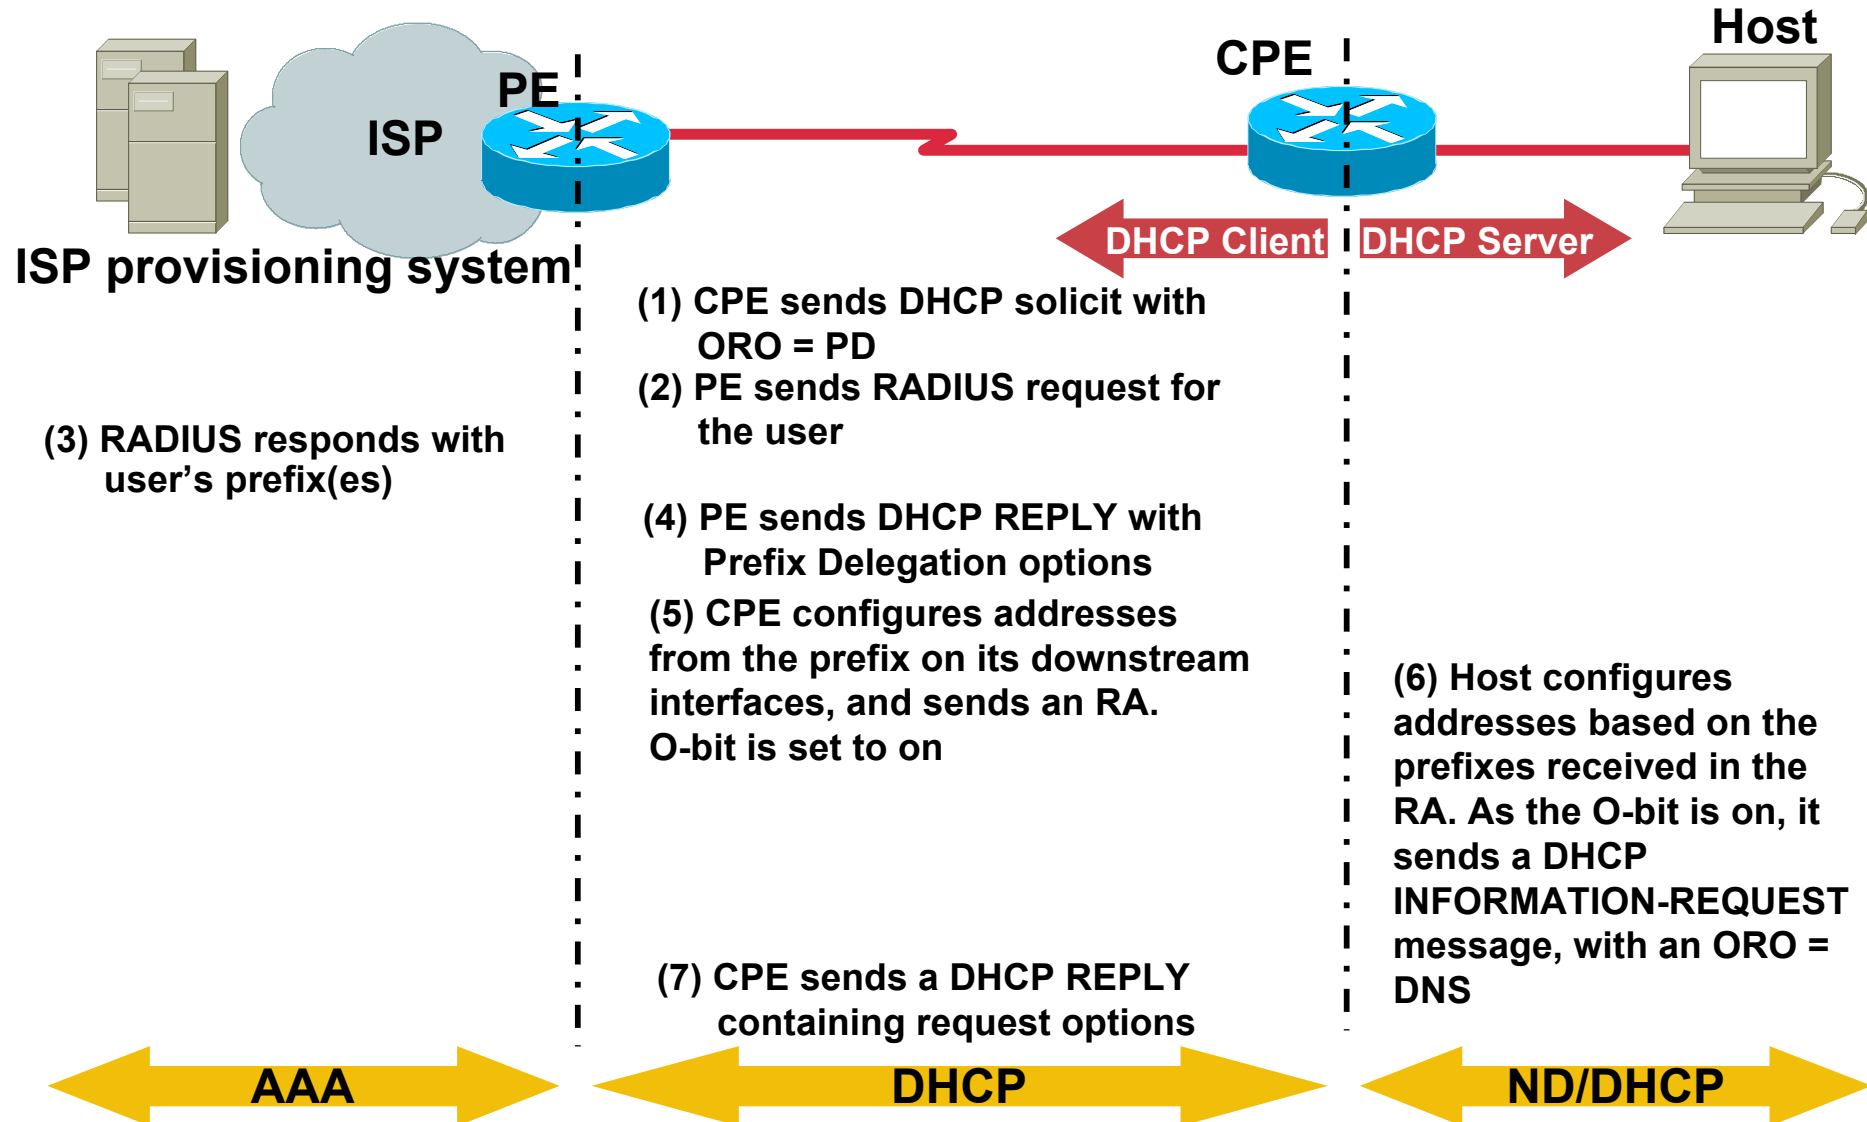 Host
CPE
PE
ISP
ISP provisioning system
DHCP Client
DHCP Server
(1) CPE sends DHCP solicit with
ORO = PD
(2) PE sends RADIUS request for
the user
(3) RADIUS responds with
user’s prefix(es)
(4) PE sends DHCP REPLY with
Prefix Delegation options
(5) CPE configures addresses
from the prefix on its downstream
interfaces, and sends an RA.
O-bit is set to on
(6) Host configures
addresses based on the
prefixes received in the
RA. As the O-bit is on, it
sends a DHCP
INFORMATION-REQUEST
message, with an ORO =
DNS
(7) CPE sends a DHCP REPLY
containing request options
AAA
DHCP
ND/DHCP